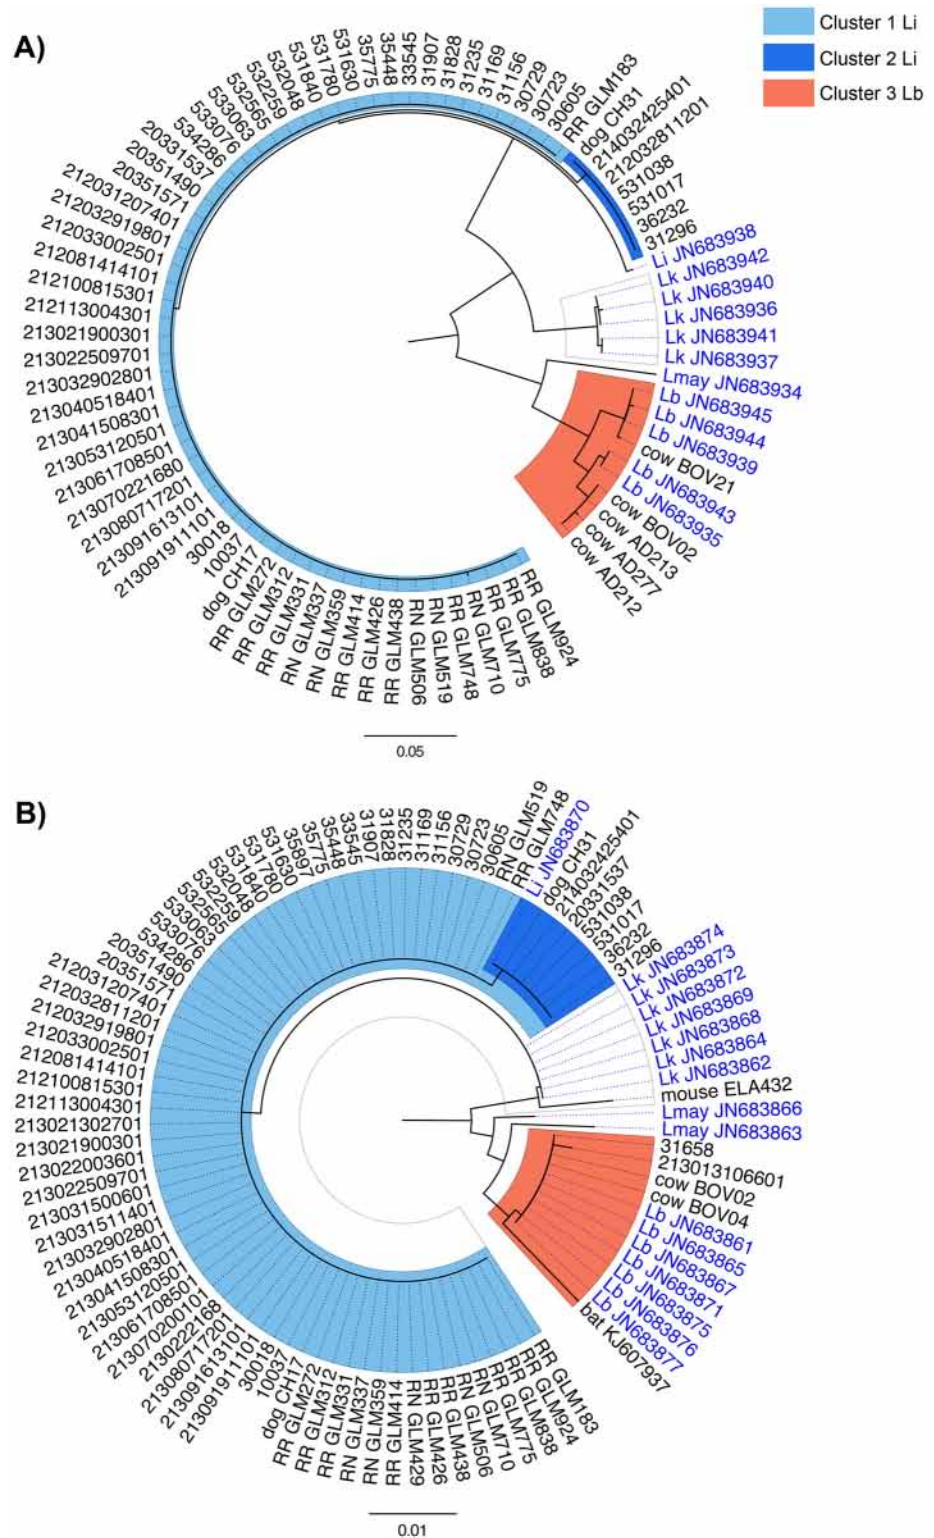 Cluster 1 Li
Cluster 2 Li
Cluster 3 Lb
A)
213091911101
213091613101
213080717201
213070221680
213061708501
213053120501
213041508301
213040518401
213032902801
213022509701
213021900301
212113004301
212100815301
212081414101
212033002501
212032919801
212031207401
20351571
20351490
20331537
534286
533076
533063
532565
532259
532048
531840
531780
531630
35775
35448
33545
31907
31828
31235
31169
31156
30729
30723
30605
RR GLM183
dog CH31
214032425401
212032811201
531038
531017
36232
31296
Li JN683938
Lk JN683942
Lk JN683940
Lk JN683936
Lk JN683941
Lk JN683937
Lmay JN683934
Lb JN683945
Lb JN683944
Lb JN683939
cow BOV21
Lb JN683943
Lb JN683935
cow BOV02
cow AD213
cow AD277
cow AD212
RR GLM924
RR GLM838
RR GLM775
RN GLM710
RR GLM748
RN GLM519
RN GLM506
RR GLM438
RR GLM426
RR GLM414
RN GLM359
RN GLM337
RR GLM331
RR GLM312
RR GLM272
dog CH17
10037
30018
0.05
B)
213091911101
213091613101
213080717201
2130222168
213070200101
213061708501
213053120501
213041508301
213040518401
213032902801
213031511401
213031500601
213022509701
213022003601
213021900301
213021302701
212113004301
212100815301
212081414101
212033002501
212032919801
212032811201
212031207401
20351571
20351490
534286
533076
533063
532565
532259
532048
531840
531780
531630
35897
35775
35448
33545
31907
31828
31235
31169
31156
30729
30723
30605
RN GLM519
RR GLM748
Li JN683870
dog CH31
214032425401
20331537
531038
531017
36232
31296
Lk JN683874
Lk JN683873
Lk JN683872
Lk JN683869
Lk JN683868
Lk JN683864
Lk JN683862
mouse ELA432
Lmay JN683866
Lmay JN683863
31658
213013106601
cow BOV02
cow BOV04
Lb JN683861
Lb JN683865
Lb JN683867
Lb JN683871
Lb JN683875
Lb JN683876
Lb JN683877
bat KJ607937
RR GLM183
RR GLM924
RR GLM838
RR GLM775
RN GLM710
RN GLM506
RR GLM438
RR GLM426
RN GLM429
RR GLM414
RN GLM359
RN GLM337
RR GLM331
RR GLM312
RR GLM272
dog CH17
10037
30018
0.01